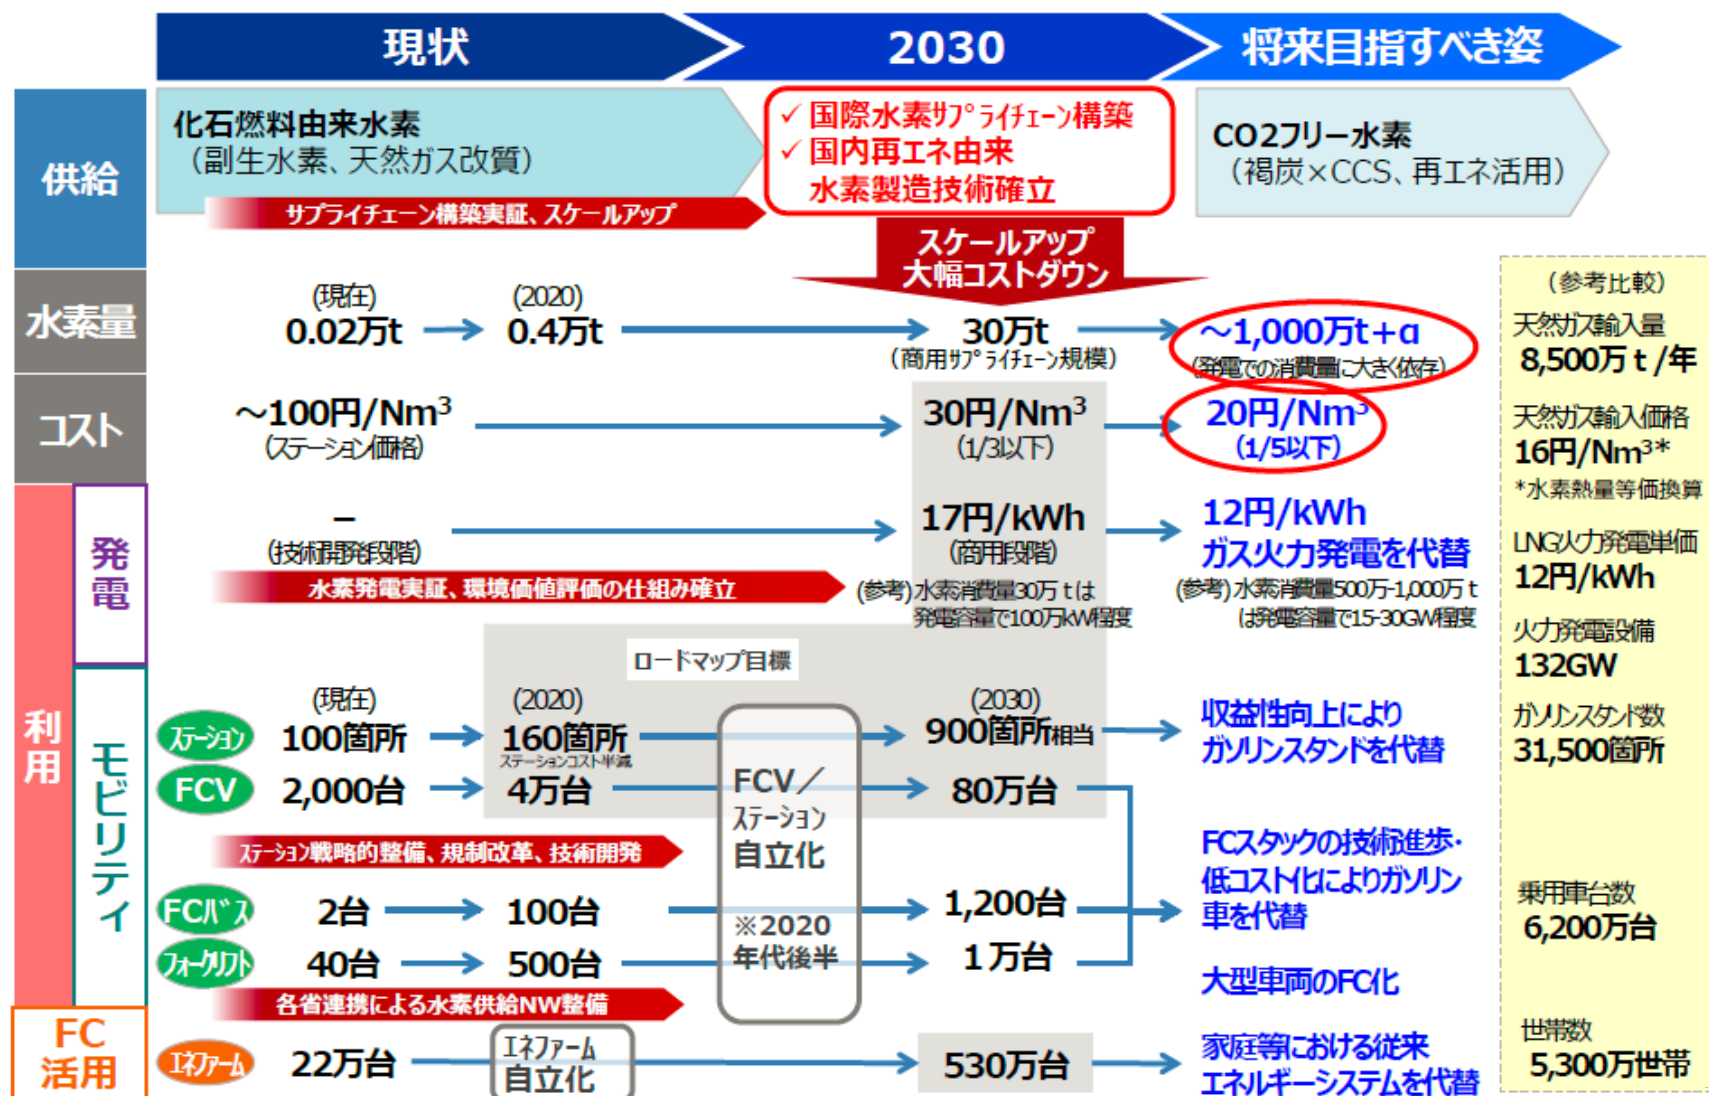 現状
2030
将来目指すべき姿
供給
化石燃料由来水素
（副生水素、天然ガス改質）
サプライチェーン構築実証、スケールアップ
✓ 国際水素サプライチェーン構築
✓ 国内再エネ由来
水素製造技術確立
CO2フリー水素
（褐炭×CCS、再エネ活用）
スケールアップ
大幅コストダウン
水素量
(現在)
0.02万t
(2020)
0.4万t
30万t
（商用サプライチェーン規模）
～1,000万t+α
（発電での消費量に大きく依存）
コスト
～100円/Nm³
（ステーション価格）
30円/Nm³
（1/3以下）
20円/Nm³
（1/5以下）
利用
発電
－
（技術開発段階）
17円/kWh
（商用段階）
12円/kWh
ガス火力発電を代替
水素発電実証、環境価値評価の仕組み確立
(参考) 水素消費量30万ｔは
発電容量で100万kW程度
(参考) 水素消費量500万-1,000万ｔ
は発電容量で15-30GW程度
ロードマップ目標
モビリティ
(現在)
(2020)
(2030)
ステーション
100箇所
160箇所
ステーションコスト半減
900箇所相当
収益性向上により
ガソリンスタンドを代替
FCV
2,000台
4万台
80万台
FCV／
ステーション
自立化
※2020
年代後半
ステーション戦略的整備、規制改革、技術開発
FCスタックの技術進歩・
低コスト化によりガソリン
車を代替
FCバス
2台
100台
1,200台
フォークリフト
40台
500台
1万台
大型車両のFC化
各省連携による水素供給NW整備
FC
活用
エネファーム
22万台
エネファーム
自立化
530万台
家庭等における従来
エネルギーシステムを代替
（参考比較）
天然ガス輸入量
8,500万ｔ/年
天然ガス輸入価格
16円/Nm³*
*水素熱量等価換算
LNG火力発電単価
12円/kWh
火力発電設備
132GW
ガソリンスタンド数
31,500箇所
乗用車台数
6,200万台
世帯数
5,300万世帯